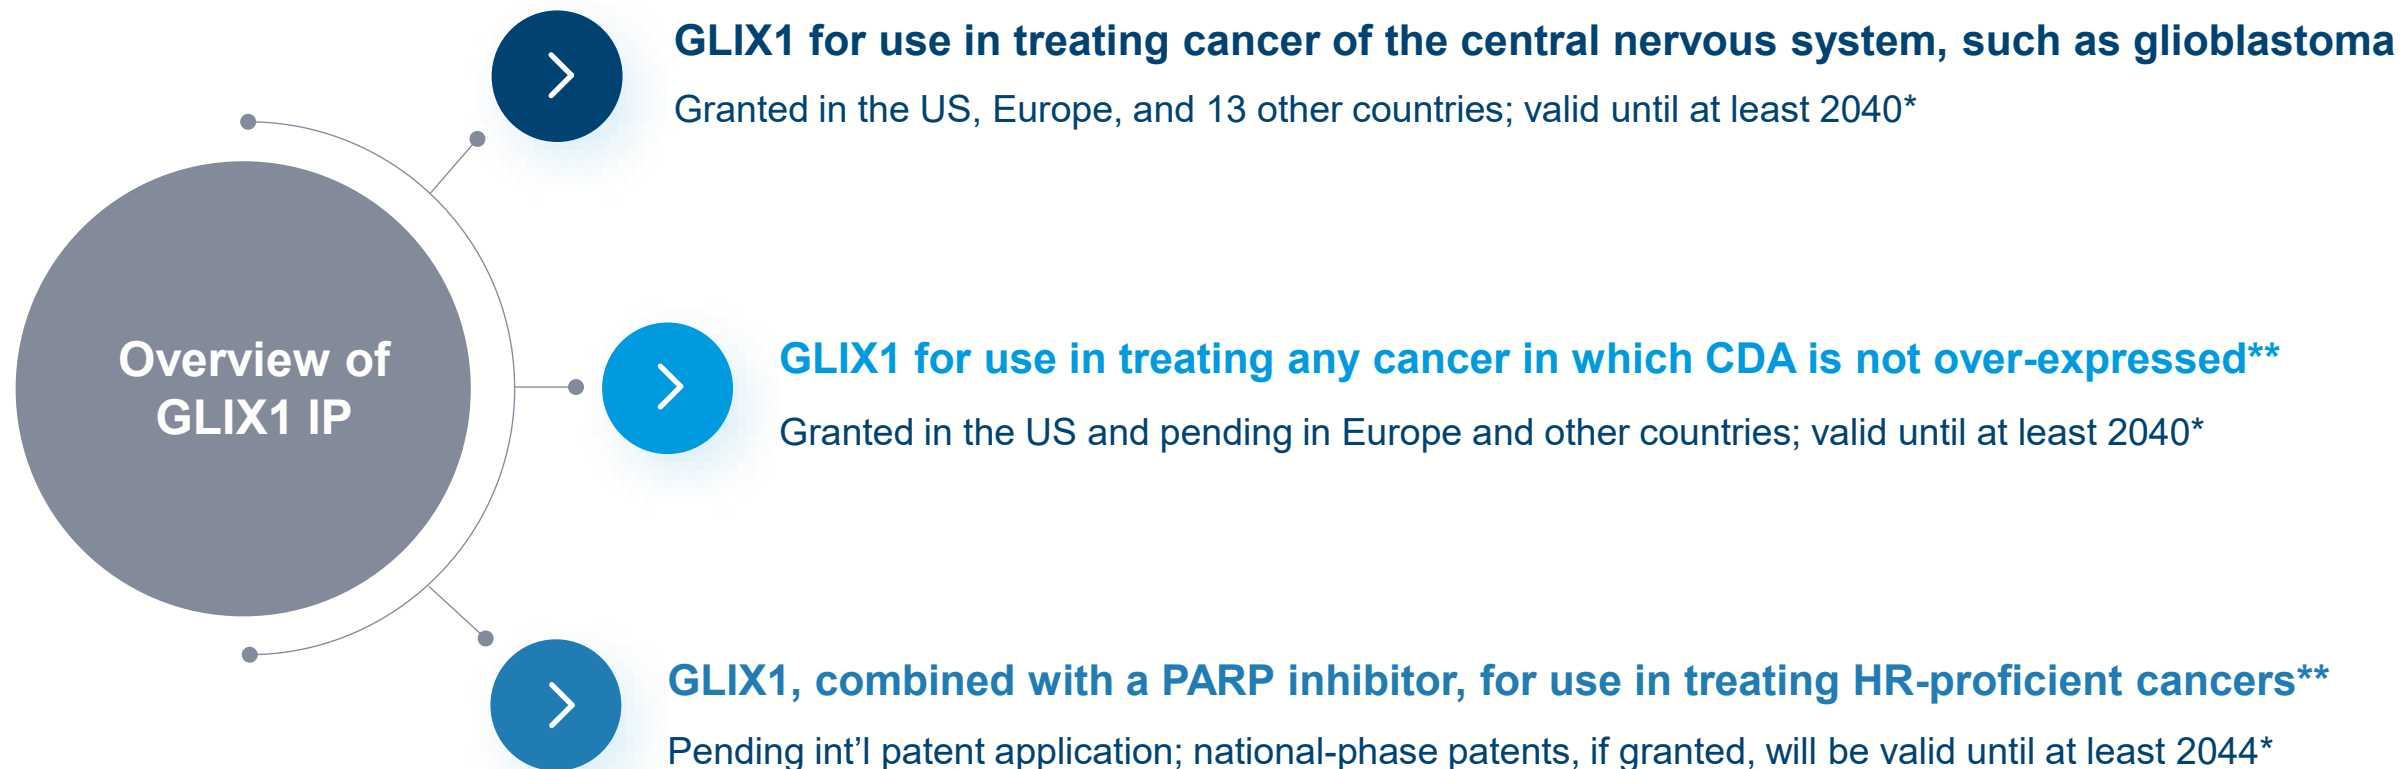 Overview of
GLIX1 IP
GLIX1 for use in treating cancer of the central nervous system, such as glioblastoma
Granted in the US, Europe, and 13 other countries; valid until at least 2040*
GLIX1 for use in treating any cancer in which CDA is not over-expressed**
Granted in the US and pending in Europe and other countries; valid until at least 2040*
GLIX1, combined with a PARP inhibitor, for use in treating HR-proficient cancers**
Pending int’l patent application; national-phase patents, if granted, will be valid until at least 2044*